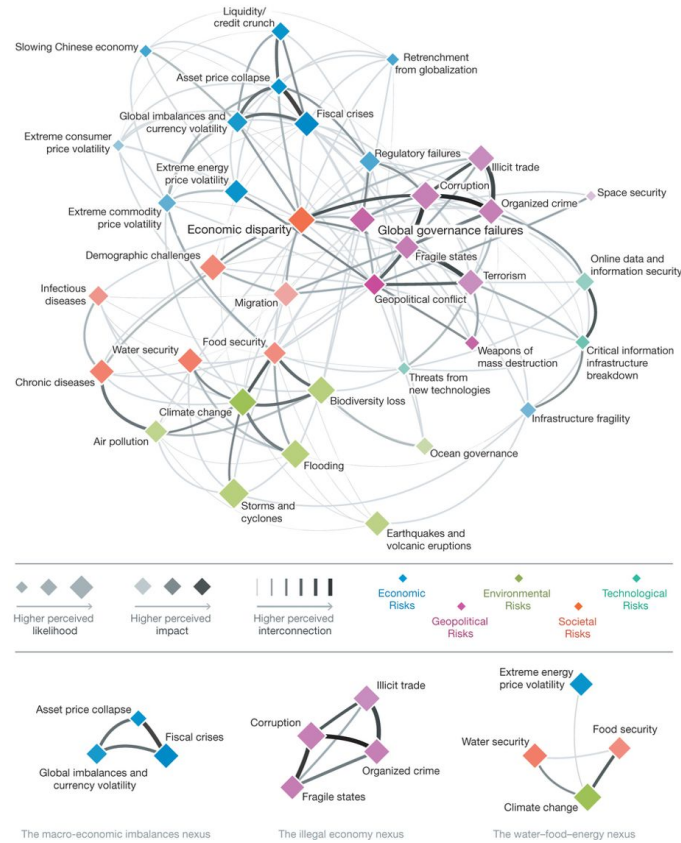 Liquidity/
credit crunch
Slowing Chinese economy
Retrenchment
from globalization
Asset price collapse
Global imbalances and
currency volatility
Fiscal crises
Extreme consumer
price volatility
Regulatory failures
Illicit trade
Extreme energy
price volatility
Corruption
Space security
Organized crime
Extreme commodity
price volatility
Economic disparity
Global governance failures
Fragile states
Demographic challenges
Online data and
information security
Terrorism
Infectious
diseases
Migration
Geopolitical conflict
Water security
Food security
Weapons of
mass destruction
Critical information
infrastructure
breakdown
Chronic diseases
Threats from
new technologies
Climate change
Biodiversity loss
Infrastructure fragility
Air pollution
Ocean governance
Flooding
Storms and
cyclones
Earthquakes and
volcanic eruptions
Higher perceived
likelihood
Higher perceived
impact
Higher perceived
interconnection
Economic
Risks
Geopolitical
Risks
Environmental
Risks
Societal
Risks
Technological
Risks
Asset price collapse
Fiscal crises
Global imbalances and
currency volatility
The macro-economic imbalances nexus
Illicit trade
Corruption
Organized crime
Fragile states
The illegal economy nexus
Extreme energy
price volatility
Water security
Food security
Climate change
The water–food–energy nexus